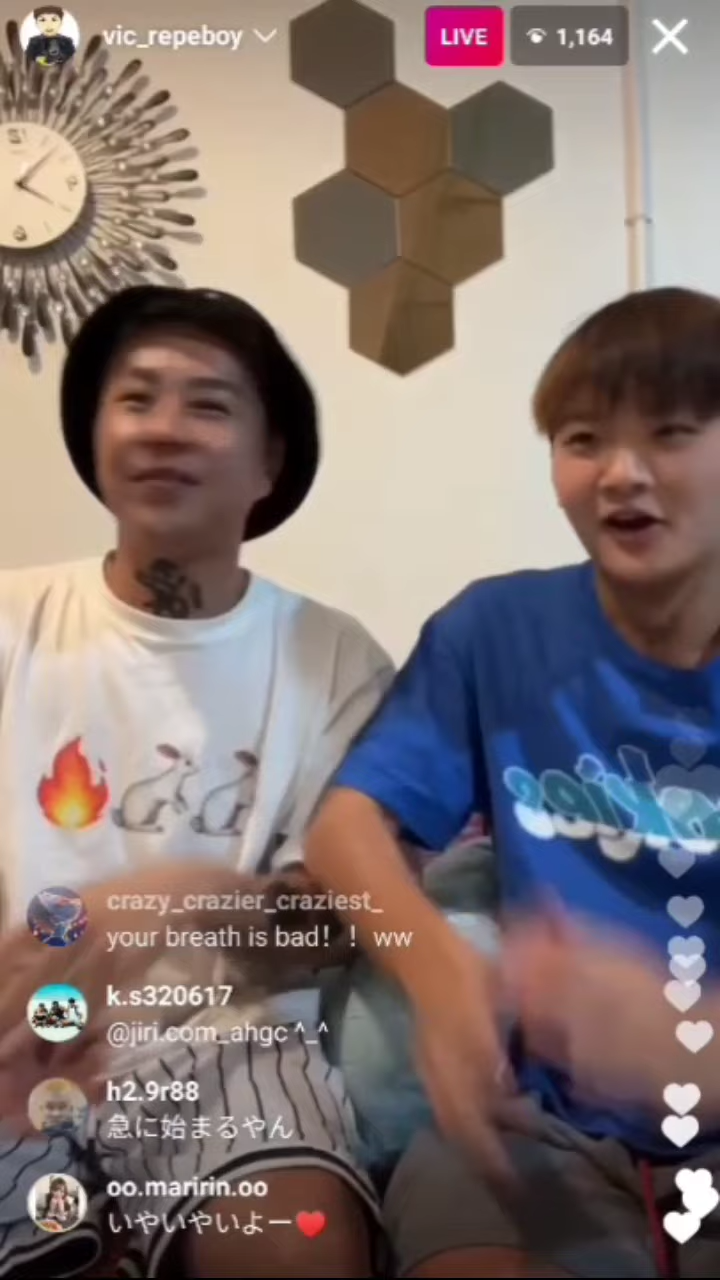 vic_repeboy
LIVE
1,164
crazy_crazier_craziest_
your breath is bad！！ww
k.s320617
@jiri.com_ahgc ^_^
h2.9r88
急に始まるやん
oo.maririn.oo
いやいやいよー❤️